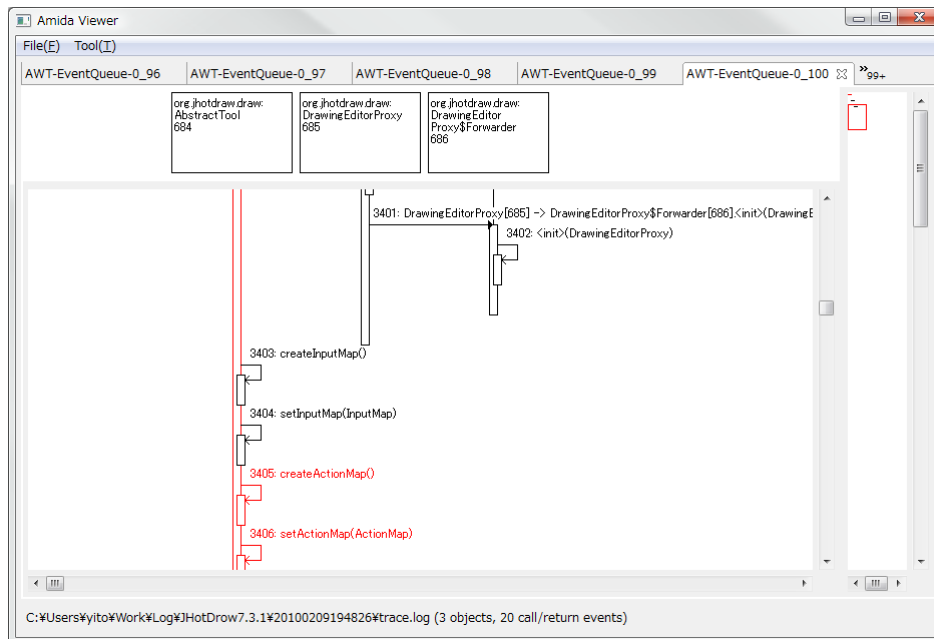 Amida Viewer
File(F) Tool(T)
AWT-EventQueue-0_96 AWT-EventQueue-0_97 AWT-EventQueue-0_98 AWT-EventQueue-0_99 AWT-EventQueue-0_100 »99+
org.jhotdraw.draw:
AbstractTool
684
org.jhotdraw.draw:
DrawingEditorProxy
685
org.jhotdraw.draw:
DrawingEditor
Proxy$Forwarder
686
3401: DrawingEditorProxy[685] -> DrawingEditorProxy$Forwarder[686].<init>(DrawingE
3402: <init>(DrawingEditorProxy)
3403: createInputMap()
3404: setInputMap(InputMap)
3405: createActionMap()
3406: setActionMap(ActionMap)
C:¥Users¥yito¥Work¥Log¥JHotDrow7.3.1¥20100209194826¥trace.log (3 objects, 20 call/return events)